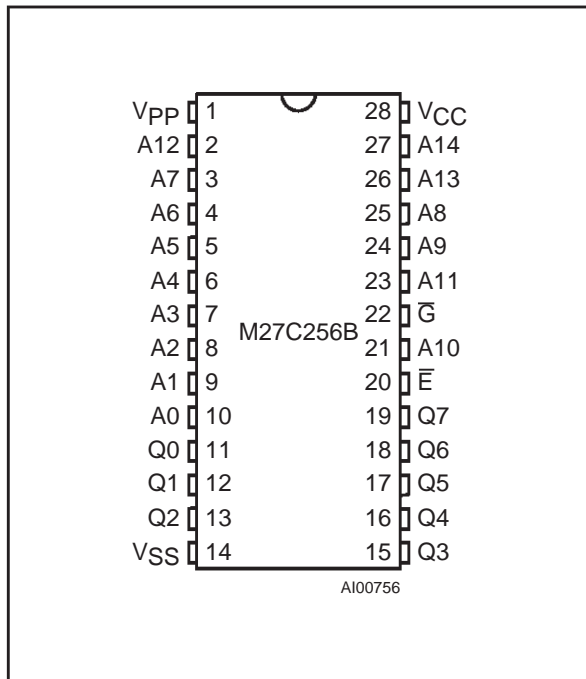 VPP 1 28 VCC
A12 2 27 A14
A7 3 26 A13
A6 4 25 A8
A5 5 24 A9
A4 6 23 A11
A3 7 22 G̅
M27C256B
A2 8 21 A10
A1 9 20 E̅
A0 10 19 Q7
Q0 11 18 Q6
Q1 12 17 Q5
Q2 13 16 Q4
VSS 14 15 Q3
AI00756